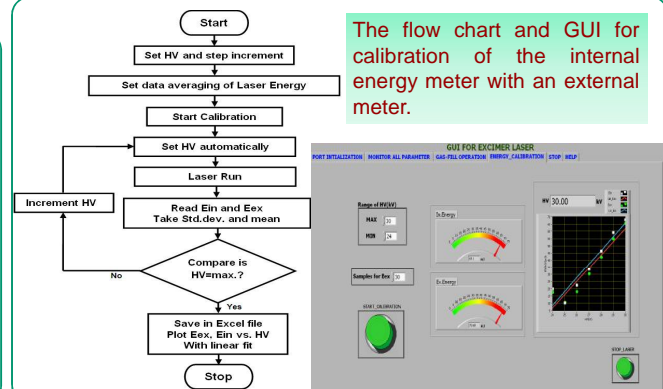 Start
Set HV and step increment
Set data averaging of Laser Energy
Start Calibration
Set HV automatically
Laser Run
Increment HV
Read Ein and Eex
Take Std.dev. and mean
Compare is
HV=max.?
No
Yes
Save in Excel file
Plot Eex, Ein vs. HV
With linear fit
Stop
The flow chart and GUI for
calibration of the internal
energy meter with an external
meter.
GUI FOR EXCIMER LASER
PORT INTIALIZATION MONITOR ALL PARAMETER GAS-FILL OPERATION ENERGY_CALIBRATION STOP HELP
Range of HV(kV)
MAX 30
MIN 24
Samples for Eex 30
START_CALIBRATION
In.Energy
Ex.Energy
HV 30.00 kV
STOP_LASER